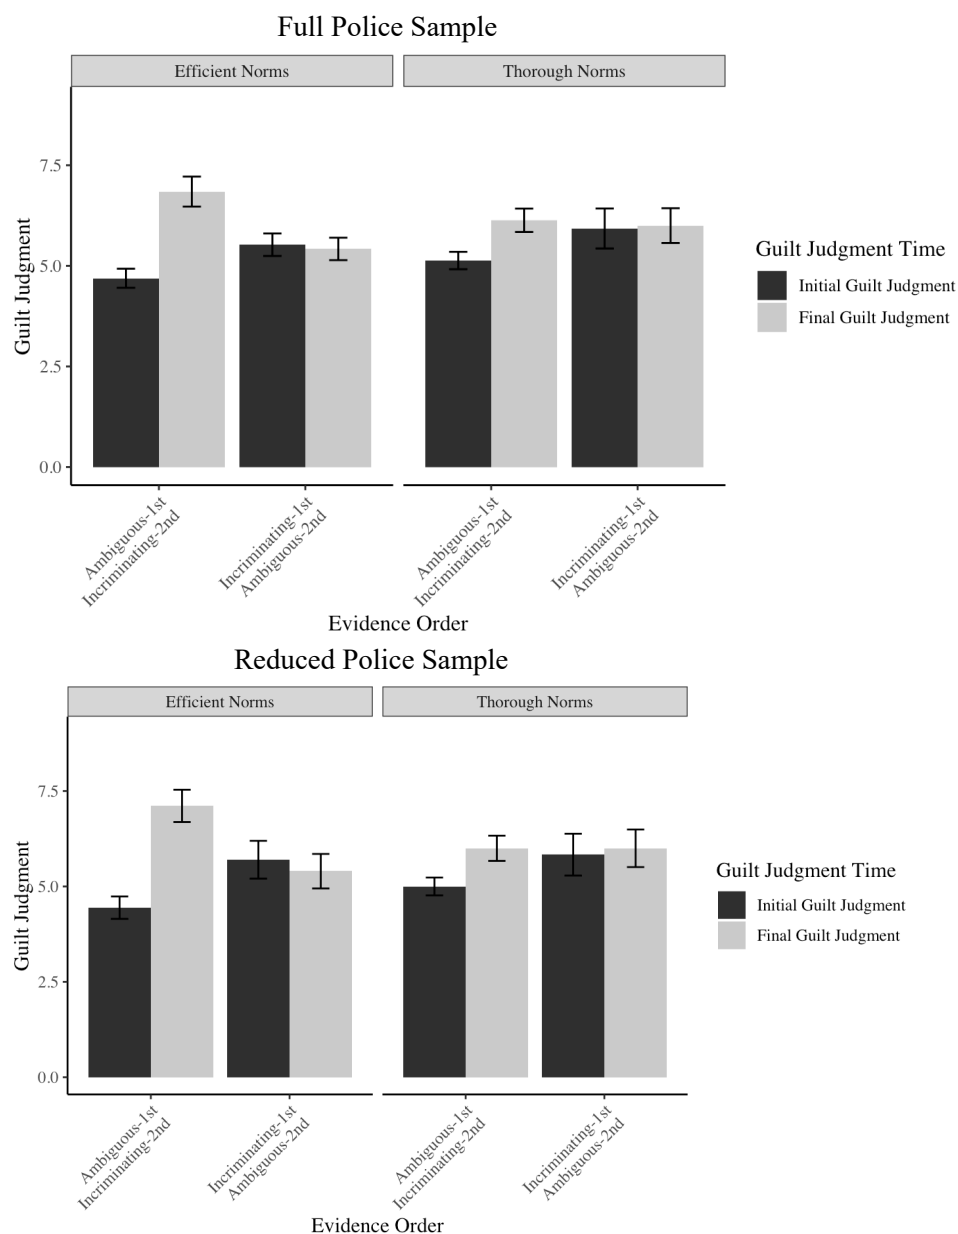 Full Police Sample
Efficient Norms
Thorough Norms
Guilt Judgment
7.5
5.0
2.5
0.0
Ambiguous-1st
Incriminating-2nd
Incriminating-1st
Ambiguous-2nd
Ambiguous-1st
Incriminating-2nd
Incriminating-1st
Ambiguous-2nd
Evidence Order
Guilt Judgment Time
Initial Guilt Judgment
Final Guilt Judgment
Reduced Police Sample
Efficient Norms
Thorough Norms
Guilt Judgment
7.5
5.0
2.5
0.0
Ambiguous-1st
Incriminating-2nd
Incriminating-1st
Ambiguous-2nd
Ambiguous-1st
Incriminating-2nd
Incriminating-1st
Ambiguous-2nd
Evidence Order
Guilt Judgment Time
Initial Guilt Judgment
Final Guilt Judgment